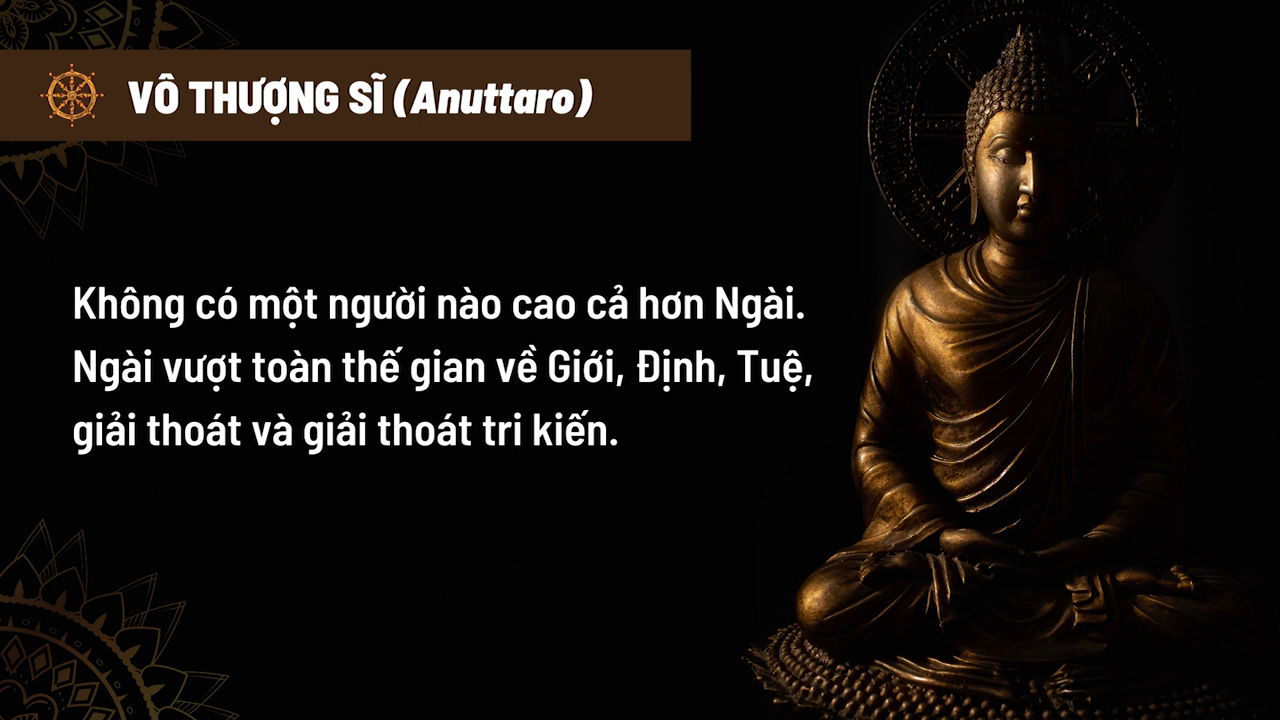 VÔ THƯỢNG SĨ (Anuttaro)
Không có một người nào cao cả hơn Ngài.
Ngài vượt toàn thế gian về Giới, Định, Tuệ,
giải thoát và giải thoát tri kiến.